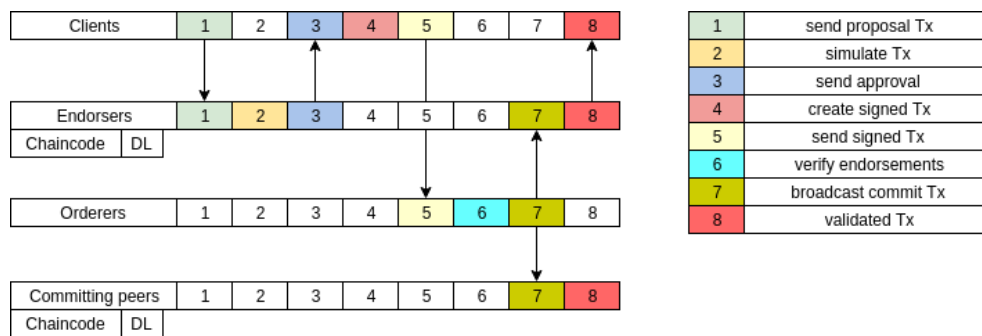 Clients 1 2 3 4 5 6 7 8
Endorsers 1 2 3 4 5 6 7 8
Chaincode DL
Orderers 1 2 3 4 5 6 7 8
Committing peers 1 2 3 4 5 6 7 8
Chaincode DL
1 send proposal Tx
2 simulate Tx
3 send approval
4 create signed Tx
5 send signed Tx
6 verify endorsements
7 broadcast commit Tx
8 validated Tx